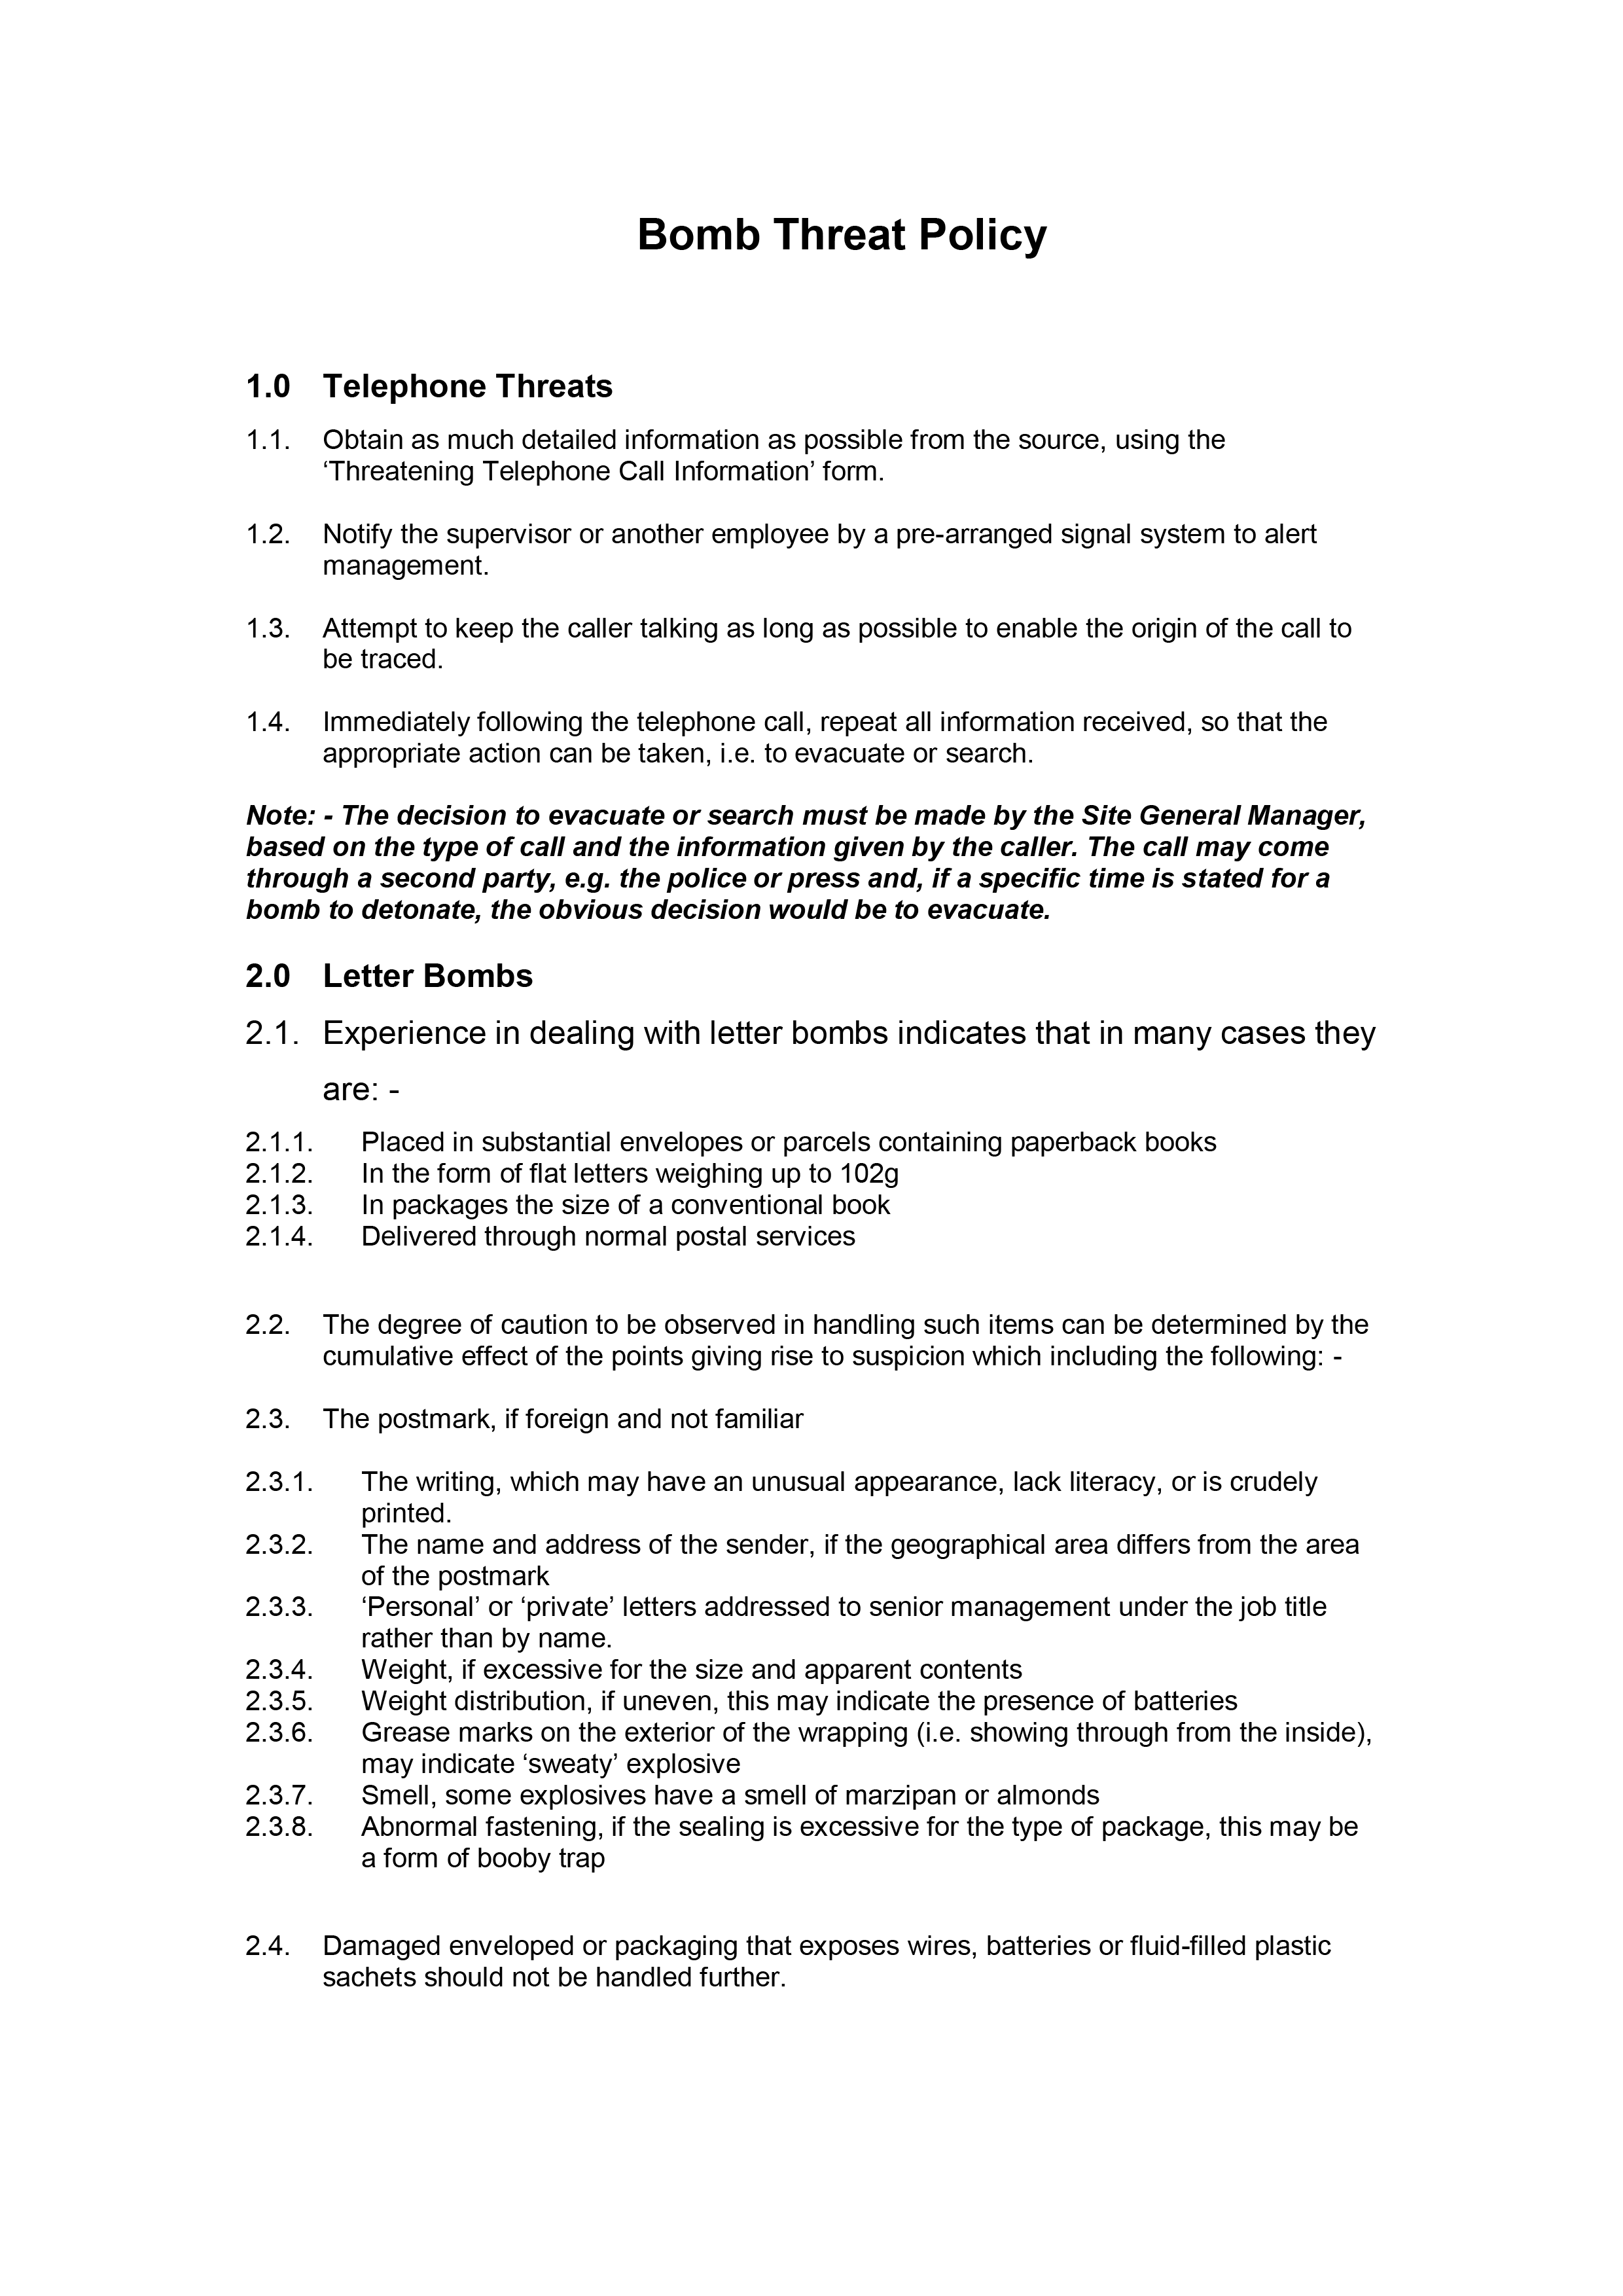 Bomb Threat Policy
1.0 Telephone Threats
1.1. Obtain as much detailed information as possible from the source, using the
‘Threatening Telephone Call Information’ form.
1.2. Notify the supervisor or another employee by a pre-arranged signal system to alert
management.
1.3. Attempt to keep the caller talking as long as possible to enable the origin of the call to
be traced.
1.4. Immediately following the telephone call, repeat all information received, so that the
appropriate action can be taken, i.e. to evacuate or search.
Note: - The decision to evacuate or search must be made by the Site General Manager,
based on the type of call and the information given by the caller. The call may come
through a second party, e.g. the police or press and, if a specific time is stated for a
bomb to detonate, the obvious decision would be to evacuate.
2.0 Letter Bombs
2.1. Experience in dealing with letter bombs indicates that in many cases they
are: -
2.1.1. Placed in substantial envelopes or parcels containing paperback books
2.1.2. In the form of flat letters weighing up to 102g
2.1.3. In packages the size of a conventional book
2.1.4. Delivered through normal postal services
2.2. The degree of caution to be observed in handling such items can be determined by the
cumulative effect of the points giving rise to suspicion which including the following: -
2.3. The postmark, if foreign and not familiar
2.3.1. The writing, which may have an unusual appearance, lack literacy, or is crudely
printed.
2.3.2. The name and address of the sender, if the geographical area differs from the area
of the postmark
2.3.3. ‘Personal’ or ‘private’ letters addressed to senior management under the job title
rather than by name.
2.3.4. Weight, if excessive for the size and apparent contents
2.3.5. Weight distribution, if uneven, this may indicate the presence of batteries
2.3.6. Grease marks on the exterior of the wrapping (i.e. showing through from the inside),
may indicate ‘sweaty’ explosive
2.3.7. Smell, some explosives have a smell of marzipan or almonds
2.3.8. Abnormal fastening, if the sealing is excessive for the type of package, this may be
a form of booby trap
2.4. Damaged enveloped or packaging that exposes wires, batteries or fluid-filled plastic
sachets should not be handled further.